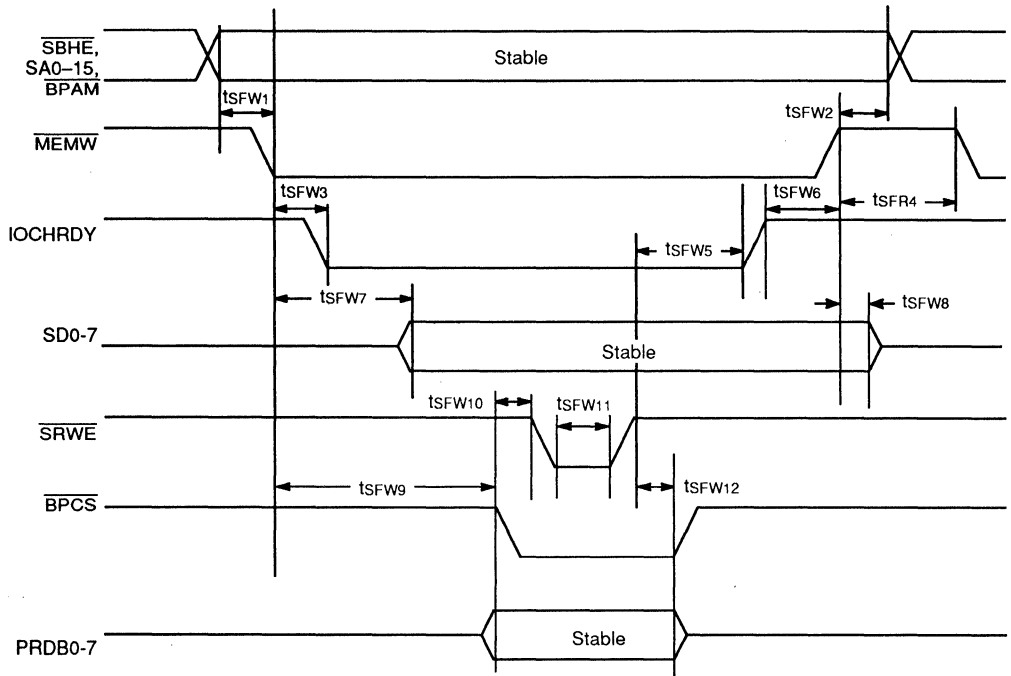 SBHE,
SA0–15,
BPAM
Stable
tSFW1
tSFW2
MEMW
tSFW3
tSFW6
tSFR4
IOCHRDY
tSFW5
tSFW7
tSFW8
SD0-7
Stable
tSFW10
tSFW11
SRWE
tSFW9
tSFW12
BPCS
PRDB0-7
Stable